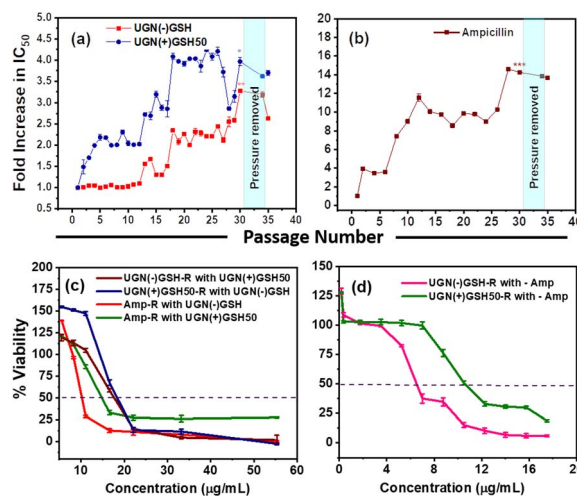 (a)
UGN(-)GSH
UGN(+)GSH50
Fold Increase in IC50
5.0
4.5
4.0
3.5
3.0
2.5
2.0
1.5
1.0
0.5
0 5 10 15 20 25 30 35 40
**
Pressure removed
(b)
Ampicillin
16
14
12
10
8
6
4
2
0
0 5 10 15 20 25 30 35 40
***
Pressure removed
Passage Number
(c)
UGN(-)GSH-R with UGN(+)GSH50
UGN(+)GSH50-R with UGN(-)GSH
Amp-R with UGN(-)GSH
Amp-R with UGN(+)GSH50
% Viability
200
175
150
125
100
75
50
25
0
10 20 30 40 50 60
Concentration (μg/mL)
(d)
UGN(-)GSH-R with - Amp
UGN(+)GSH50-R with - Amp
150
125
100
75
50
25
0
0 4 8 12 16
Concentration (μg/mL)